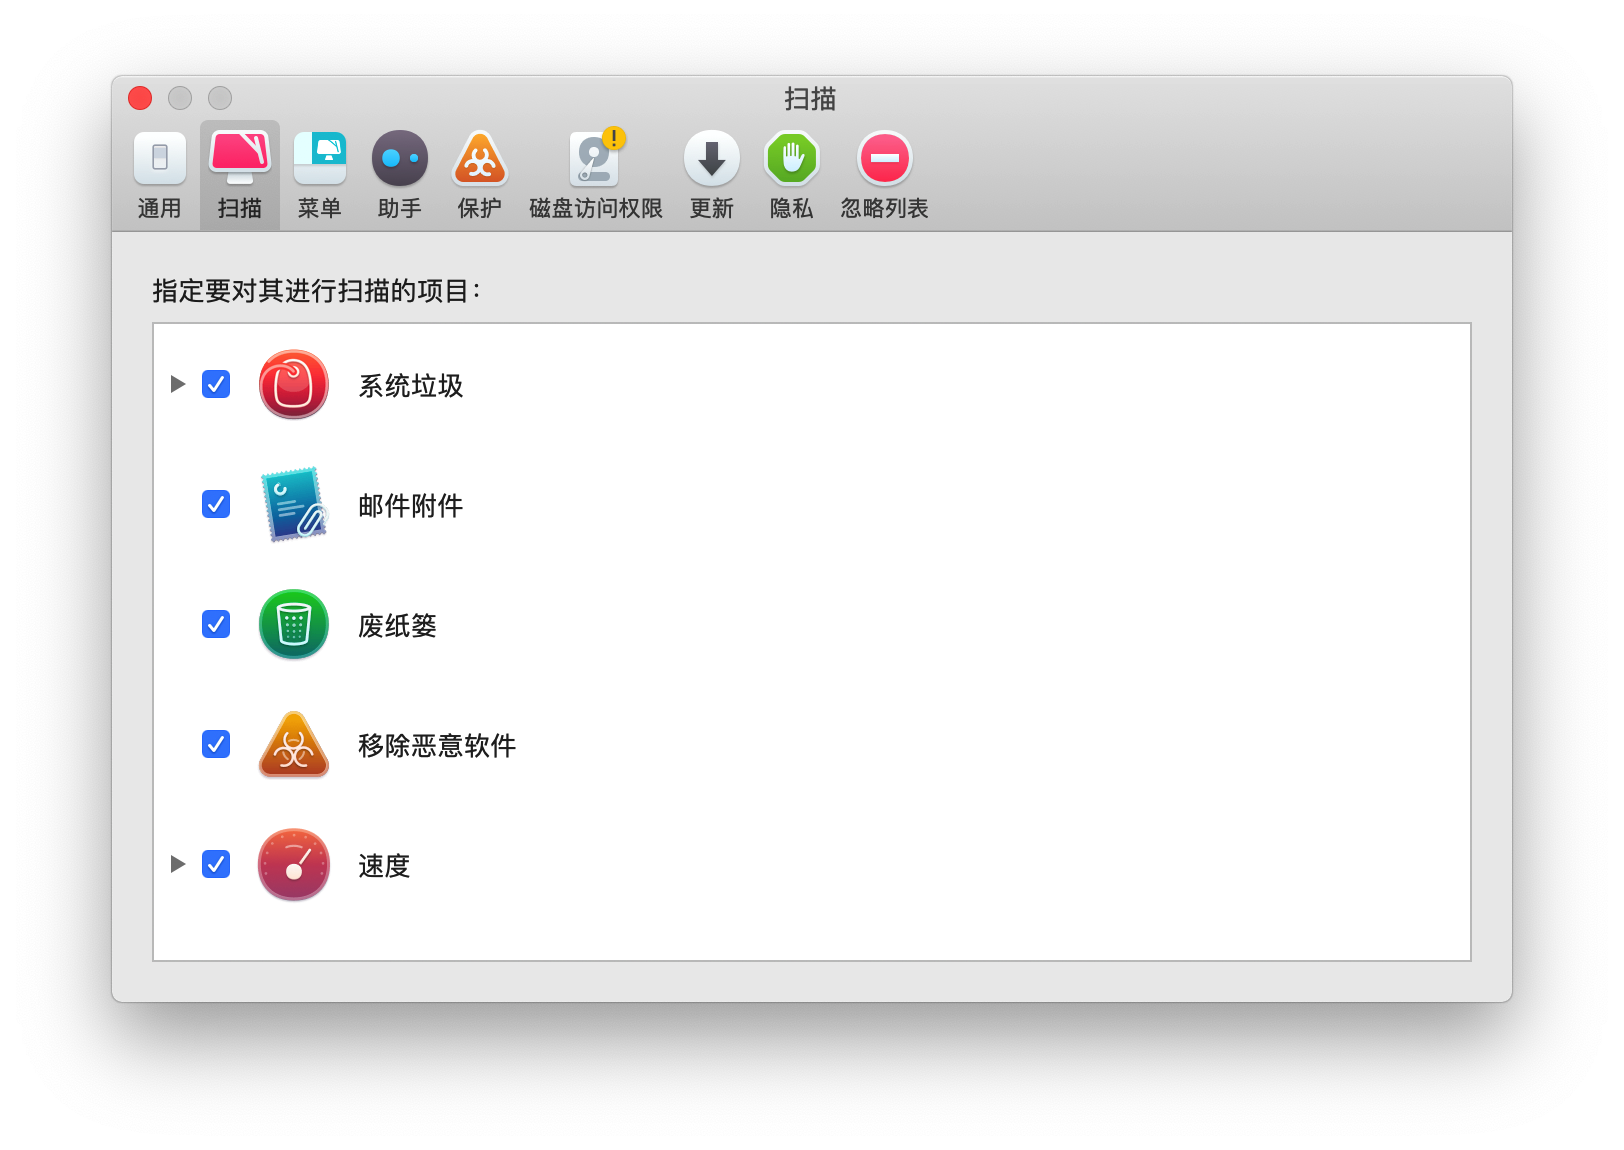 扫描
通用 扫描 菜单 助手 保护 磁盘访问权限 更新 隐私 忽略列表
指定要对其进行扫描的项目：
系统垃圾
邮件附件
废纸篓
移除恶意软件
速度